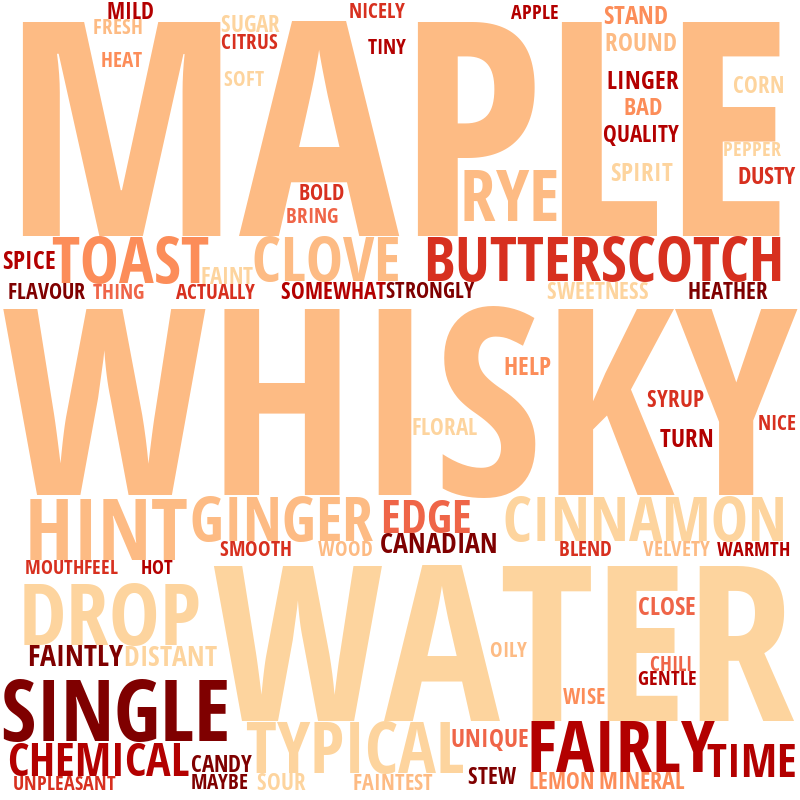 MILD
NICELY
APPLE
STAND
FRESH
SUGAR
CITRUS
TINY
ROUND
HEAT
SOFT
LINGER
CORN
BAD
QUALITY
PEPPER
SPIRIT
DUSTY
MAPLE
BOLD
RYE
BRING
SPICE
TOAST
FAINT
CLOVE
BUTTERSCOTCH
FLAVOUR
THING
ACTUALLY
SOMEWHAT
STRONGLY
SWEETNESS
HEATHER
WHISKY
HELP
SYRUP
FLORAL
TURN
NICE
HINT
GINGER
EDGE
CINNAMON
CANADIAN
SMOOTH
WOOD
BLEND
VELVETY
WARMTH
MOUTHFEEL
HOT
DROP
WATER
CLOSE
FAINTLY
DISTANT
OILY
CHILL
GENTLE
WISE
SINGLE
TYPICAL
UNIQUE
FAIRLY
TIME
CHEMICAL
CANDY
MAYBE
STEW
UNPLEASANT
SOUR
FAINTEST
LEMON
MINERAL